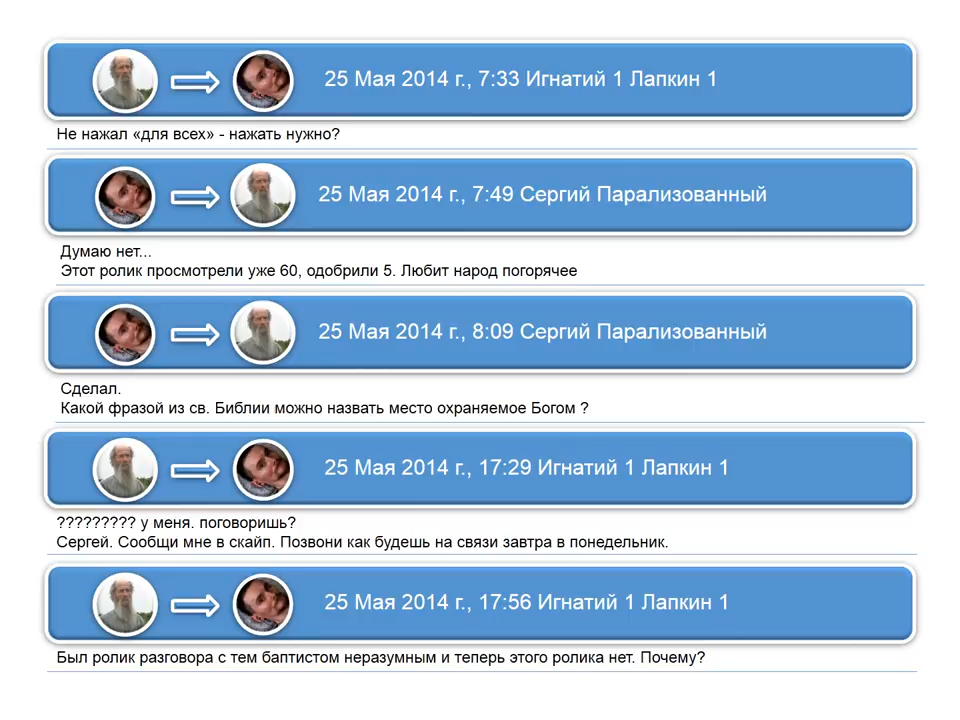 25 Мая 2014 г., 7:33 Игнатий 1 Лапкин 1
Не нажал «для всех» - нажать нужно?
25 Мая 2014 г., 7:49 Сергий Парализованный
Думаю нет...
Этот ролик просмотрели уже 60, одобрили 5. Любит народ погорячее
25 Мая 2014 г., 8:09 Сергий Парализованный
Сделал.
Какой фразой из св. Библии можно назвать место охраняемое Богом ?
25 Мая 2014 г., 17:29 Игнатий 1 Лапкин 1
????????? у меня. поговоришь?
Сергей. Сообщи мне в скайп. Позвони как будешь на связи завтра в понедельник.
25 Мая 2014 г., 17:56 Игнатий 1 Лапкин 1
Был ролик разговора с тем баптистом неразумным и теперь этого ролика нет. Почему?